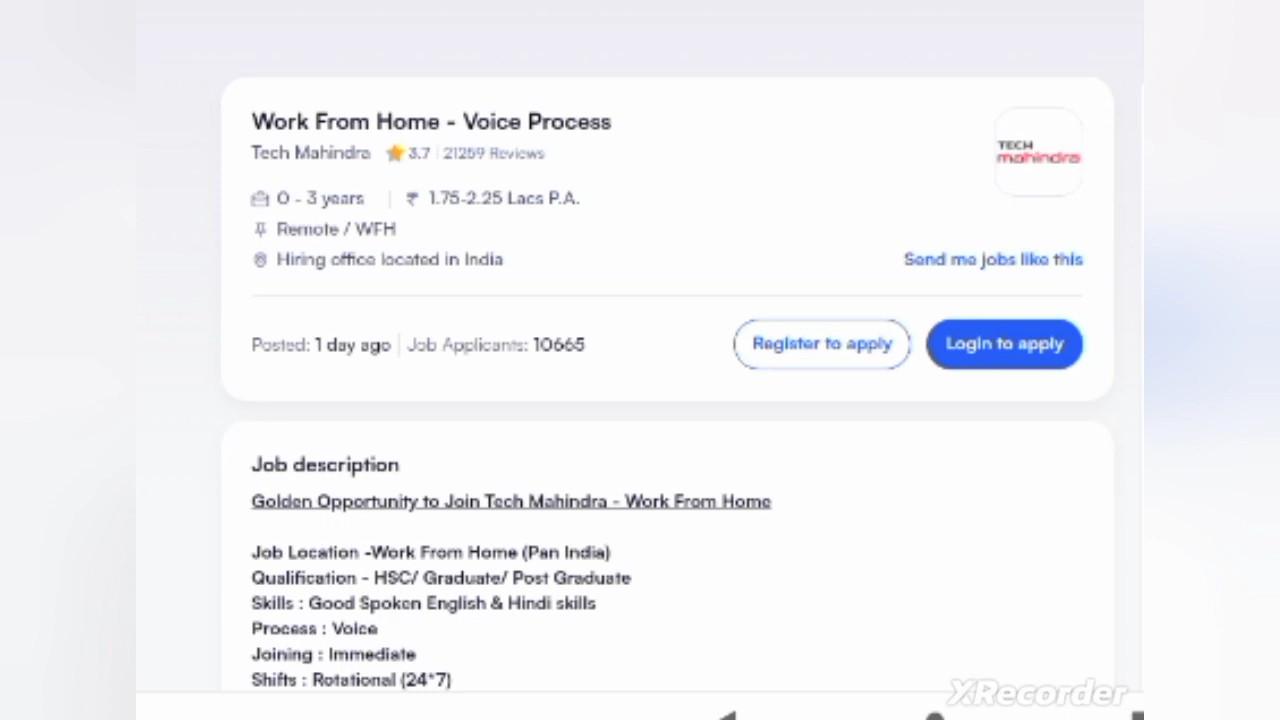 Work From Home - Voice Process
Tech Mahindra 3.7 | 21259 Reviews
TECH
mahindra
0 - 3 years | ₹ 1.75-2.25 Lacs P.A.
Remote / WFH
Hiring office located in India
Send me jobs like this
Posted: 1 day ago | Job Applicants: 10665
Register to apply
Login to apply
Job description
Golden Opportunity to Join Tech Mahindra - Work From Home
Job Location -Work From Home (Pan India)
Qualification - HSC/ Graduate/ Post Graduate
Skills : Good Spoken English & Hindi skills
Process : Voice
Joining : Immediate
Shifts : Rotational (24*7)
XRecorder